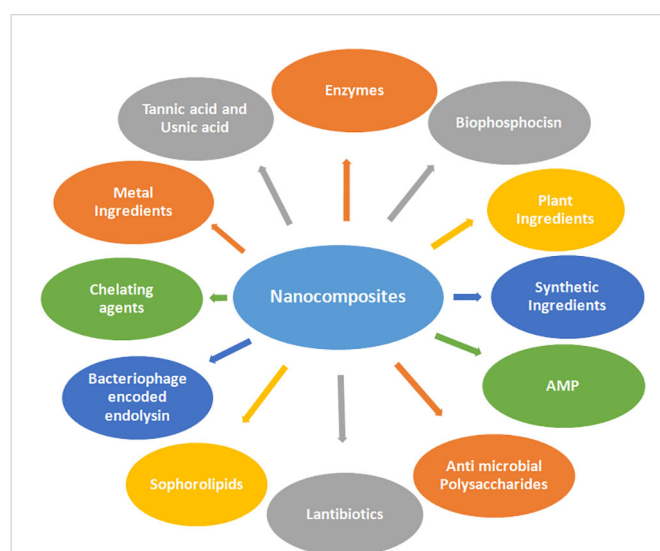 Enzymes
Tannic acid and
Usnic acid
Biophosphocisn
Metal
Ingredients
Plant
Ingredients
Nanocomposites
Chelating
agents
Synthetic
Ingredients
Bacteriophage
encoded
endolysin
AMP
Sophorolipids
Anti microbial
Polysaccharides
Lantibiotics